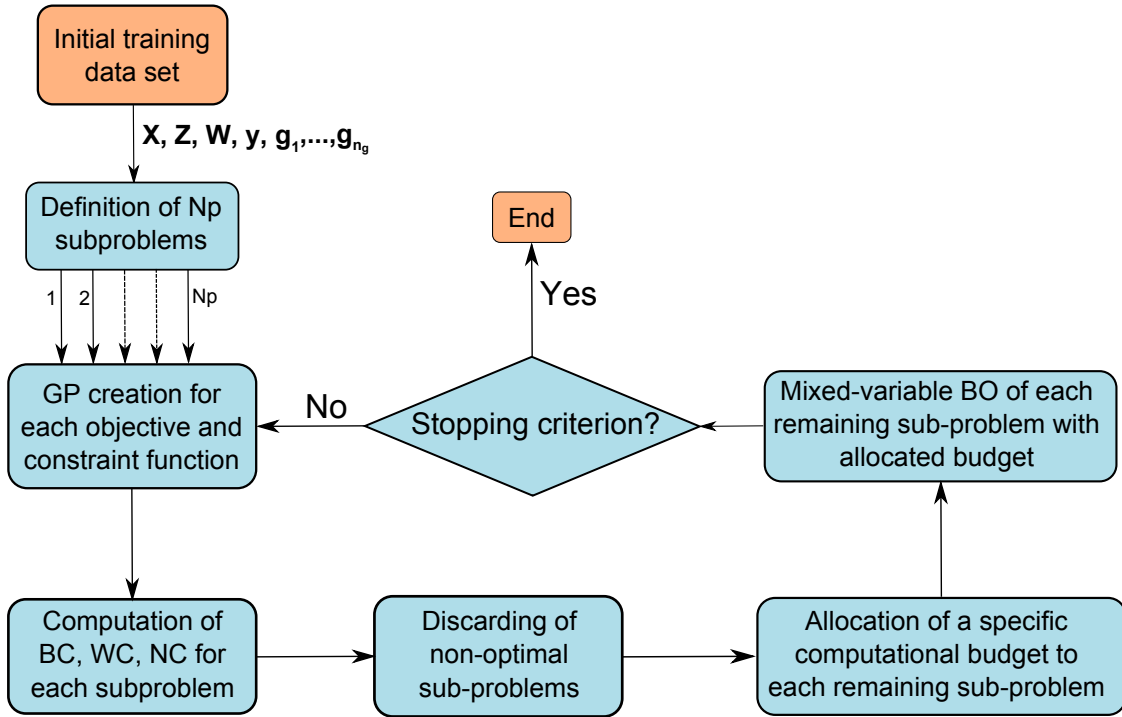 Initial training
data set
X, Z, W, y, g₁,...,gₙg
Definition of Np
subproblems
1
2
Np
End
Yes
GP creation for
each objective and
constraint function
No
Stopping criterion?
Mixed-variable BO of each
remaining sub-problem with
allocated budget
Computation of
BC, WC, NC for
each subproblem
Discarding of
non-optimal
sub-problems
Allocation of a specific
computational budget to
each remaining sub-problem